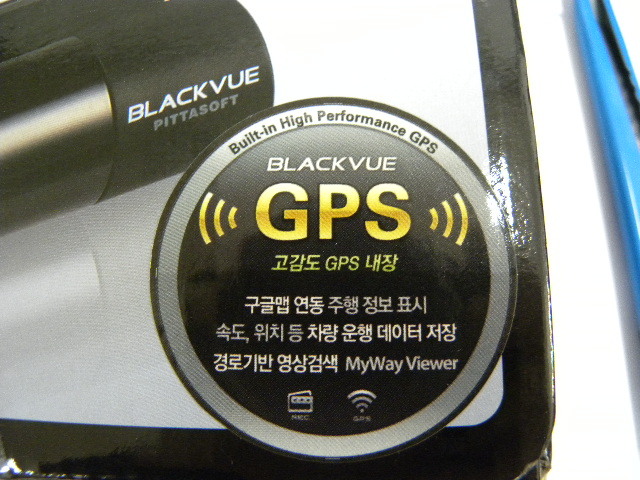 BLACKVUE
PITTASOFT
Built-in High Performance GPS
BLACKVUE
GPS
고감도 GPS 내장
구글맵 연동 주행 정보 표시
속도, 위치 등 차량 운행 데이터 저장
경로기반 영상검색 MyWay Viewer
REC
GPS